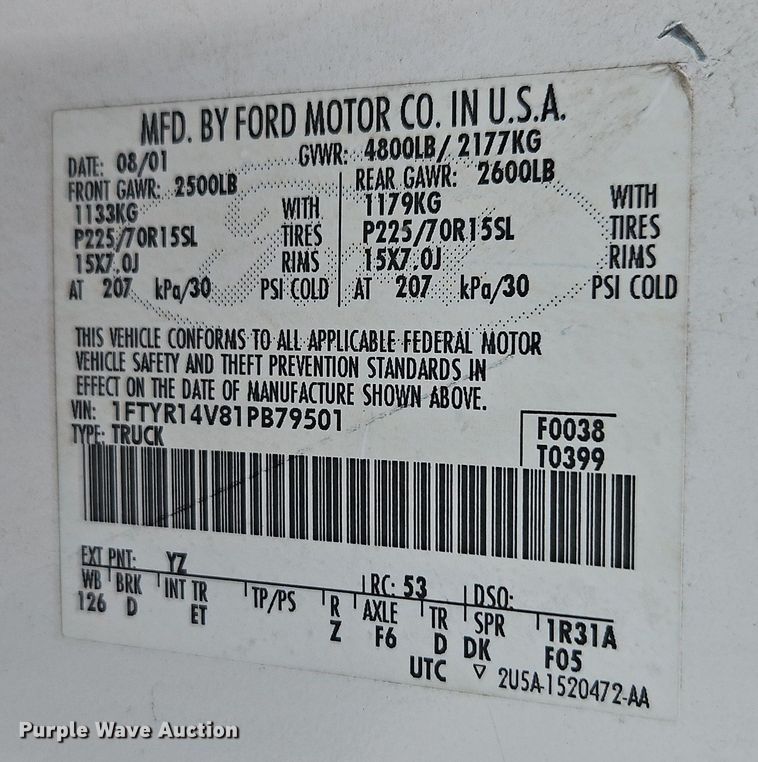 MFD. BY FORD MOTOR CO. IN U.S.A.
DATE: 08/01 GVWR: 4800LB/ 2177KG
FRONT GAWR: 2500LB REAR GAWR: 2600LB
1133KG WITH 1179KG WITH
P225/70R15SL TIRES P225/70R15SL TIRES
15X7.0J RIMS 15X7.0J RIMS
AT 207 kPa/30 PSI COLD AT 207 kPa/30 PSI COLD
THIS VEHICLE CONFORMS TO ALL APPLICABLE FEDERAL MOTOR
VEHICLE SAFETY AND THEFT PREVENTION STANDARDS IN
EFFECT ON THE DATE OF MANUFACTURE SHOWN ABOVE.
VIN: 1FTYR14V81PB79501 F0038
TYPE: TRUCK T0399
EXT PNT: YZ RC: 53 DSO:
WB BRK INT TR TP/PS R AXLE TR SPR 1R31A
126 D ET Z F6 D DK F05
UTC ▽ 2U5A-1520472-AA
Purple Wave Auction